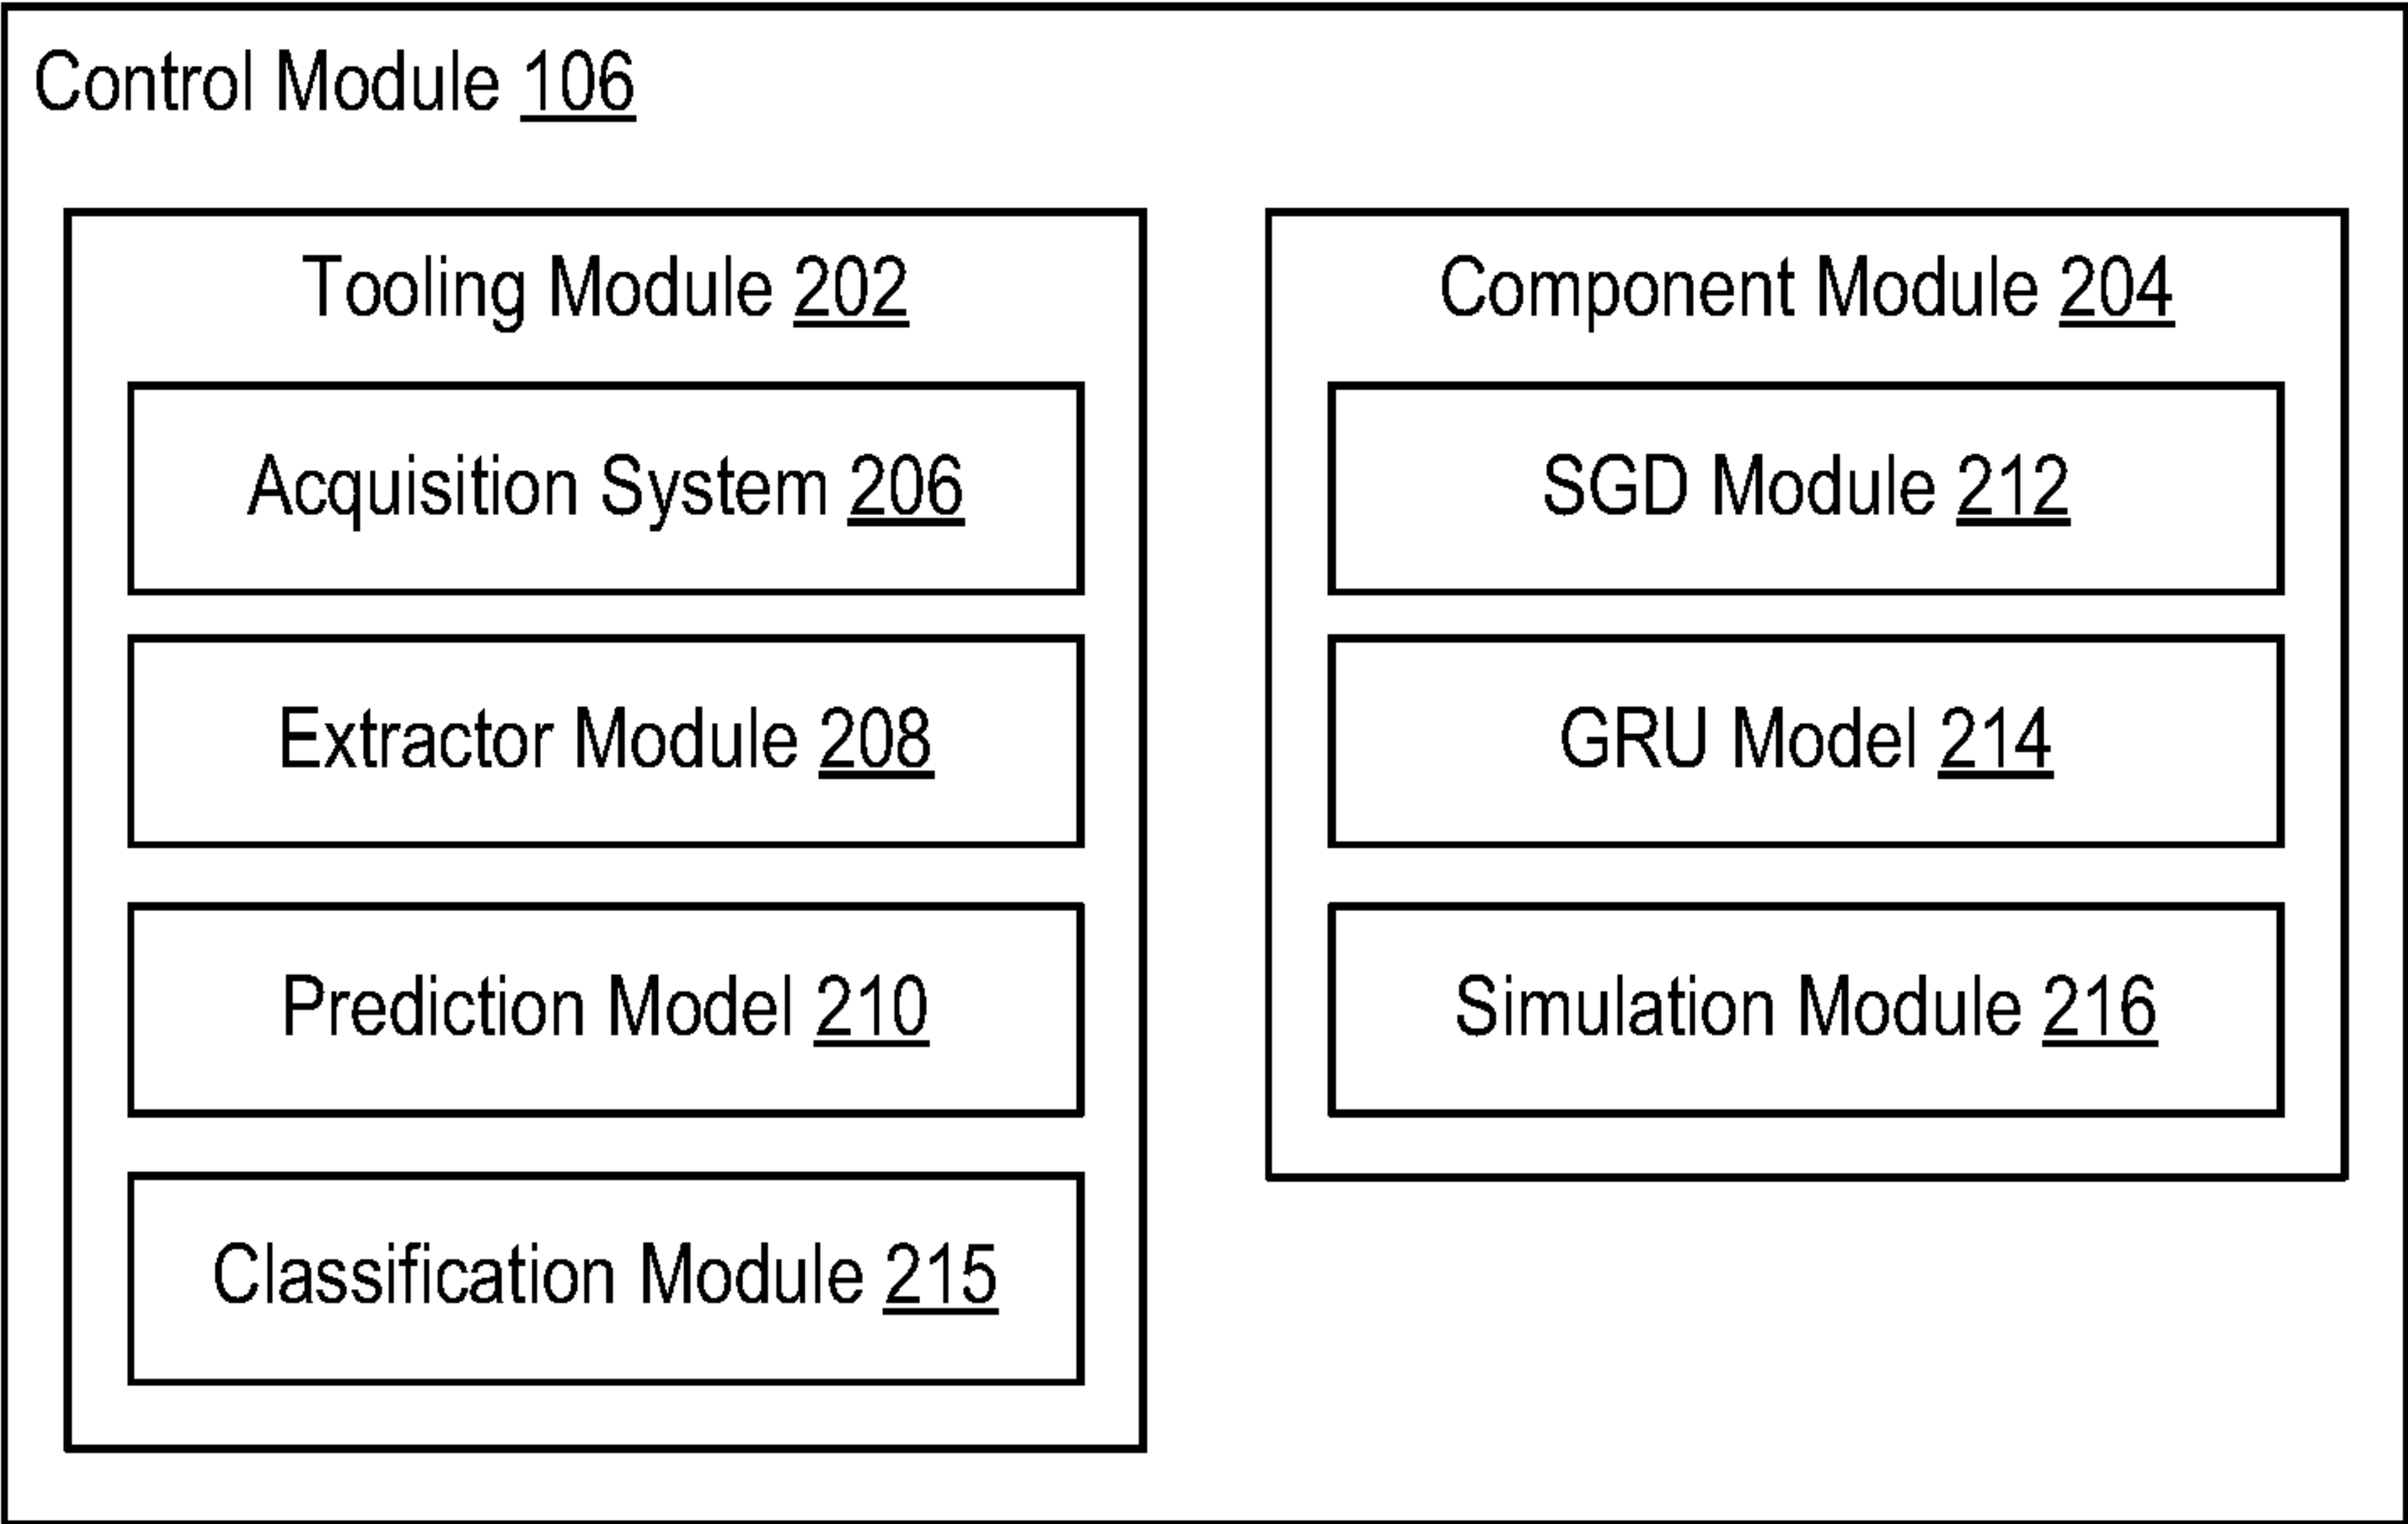 Control Module 106
Tooling Module 202
Acquisition System 206
Extractor Module 208
Prediction Model 210
Classification Module 215
Component Module 204
SGD Module 212
GRU Model 214
Simulation Module 216